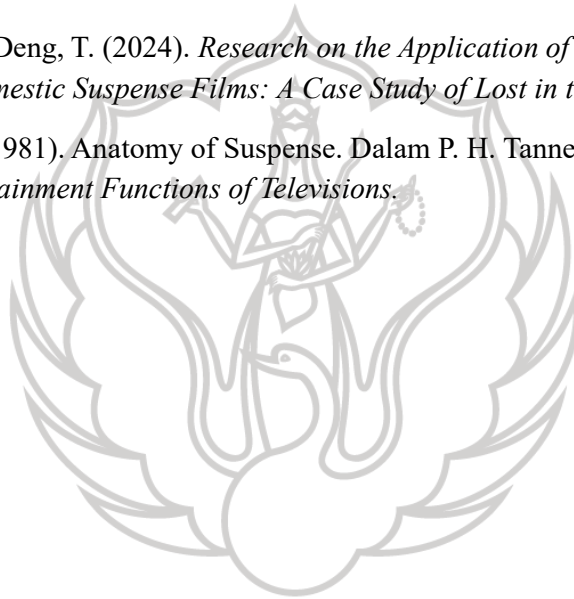 Deng, T. (2024). Research on the Application of
nestic Suspense Films: A Case Study of Lost in t
981). Anatomy of Suspense. Dalam P. H. Tanne
ainment Functions of Televisions.